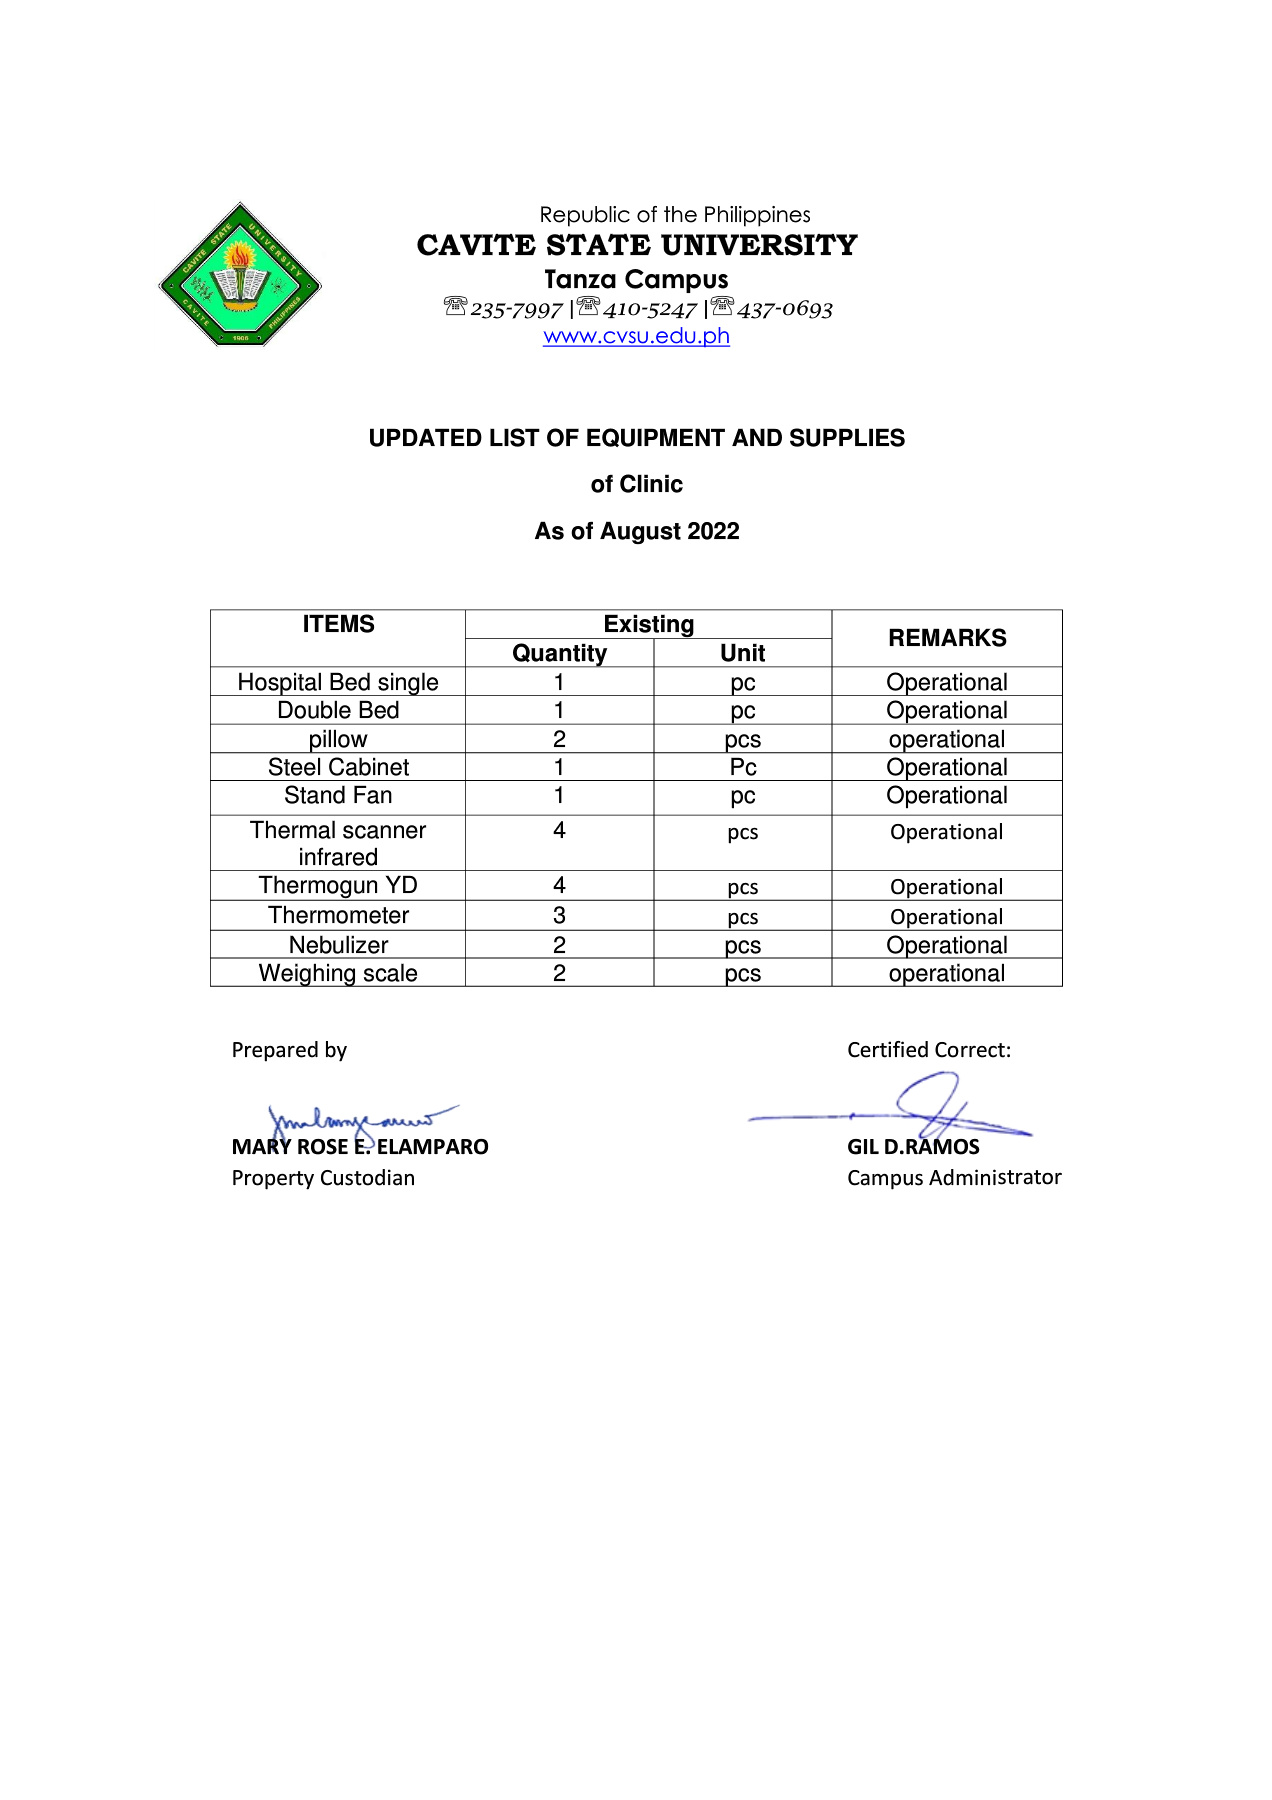 Republic of the Philippines
CAVITE STATE UNIVERSITY
Tanza Campus
☏235-7997 |☏410-5247 |☏437-0693
www.cvsu.edu.ph
CAVITE STATE UNIVERSITY
CAVITE 1906 PHILIPPINES
UPDATED LIST OF EQUIPMENT AND SUPPLIES
of Clinic
As of August 2022
ITEMS Existing REMARKS
Quantity Unit
Hospital Bed single 1 pc Operational
Double Bed 1 pc Operational
pillow 2 pcs operational
Steel Cabinet 1 Pc Operational
Stand Fan 1 pc Operational
Thermal scanner 4 pcs Operational
infrared
Thermogun YD 4 pcs Operational
Thermometer 3 pcs Operational
Nebulizer 2 pcs Operational
Weighing scale 2 pcs operational
Prepared by Certified Correct:
MARY ROSE E. ELAMPARO GIL D.RAMOS
Property Custodian Campus Administrator